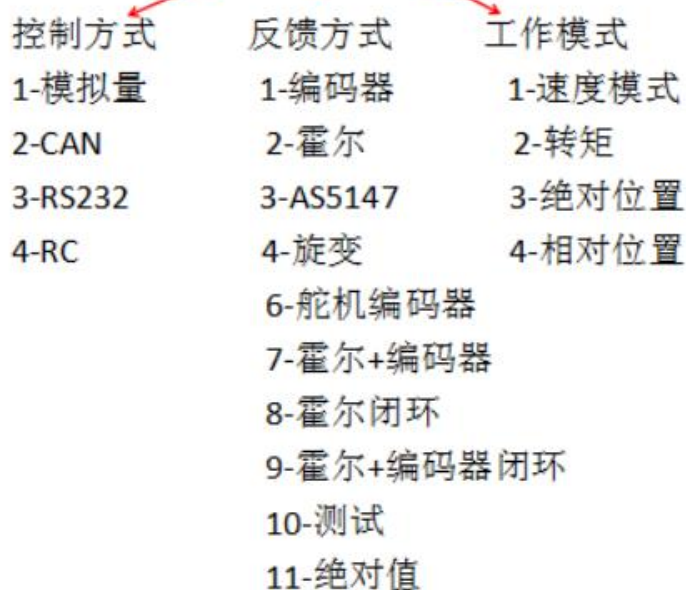 控制方式 反馈方式 工作模式
1-模拟量 1-编码器 1-速度模式
2-CAN 2-霍尔 2-转矩
3-RS232 3-AS5147 3-绝对位置
4-RC 4-旋变 4-相对位置
6-舵机编码器
7-霍尔+编码器
8-霍尔闭环
9-霍尔+编码器闭环
10-测试
11-绝对值